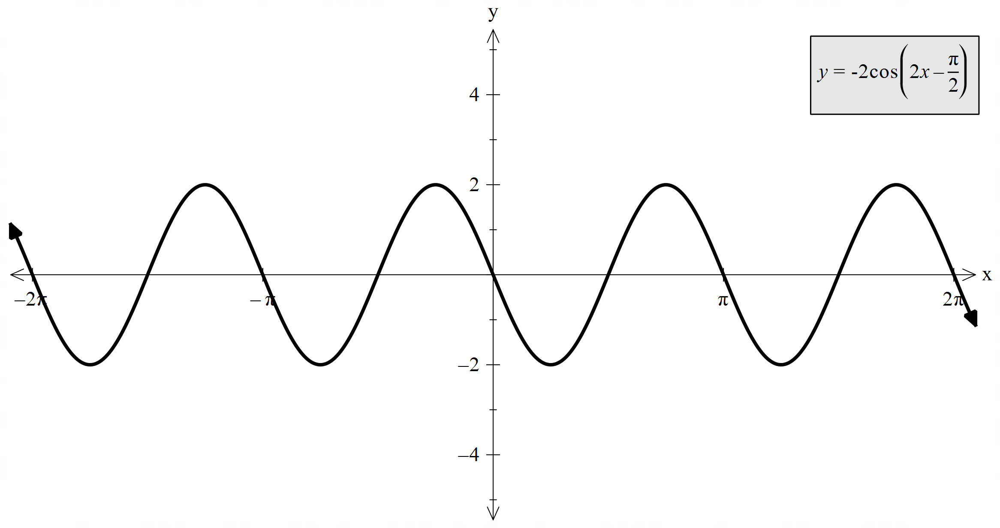 y
y = -2cos(2x – π/2)
4
2
x
–2π
– π
π
2π
–2
–4